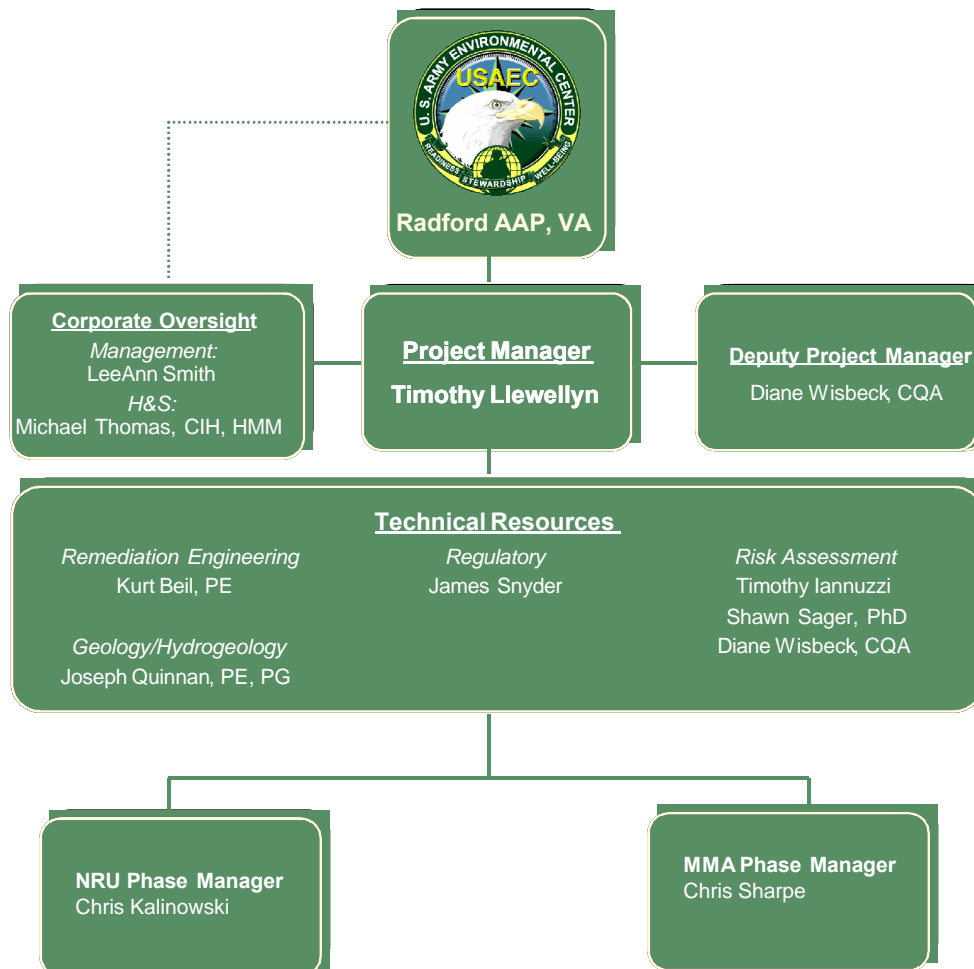 U. S. ARMY ENVIRONMENTAL CENTER
USAEC
READINESS STEWARDSHIP WELL-BEING
Radford AAP, VA
Corporate Oversight
Management:
LeeAnn Smith
H&S:
Michael Thomas, CIH, HMM
Project Manager
Timothy Llewellyn
Deputy Project Manager
Diane Wisbeck, CQA
Technical Resources
Remediation Engineering
Kurt Beil, PE
Geology/Hydrogeology
Joseph Quinnan, PE, PG
Regulatory
James Snyder
Risk Assessment
Timothy Iannuzzi
Shawn Sager, PhD
Diane Wisbeck, CQA
NRU Phase Manager
Chris Kalinowski
MMA Phase Manager
Chris Sharpe